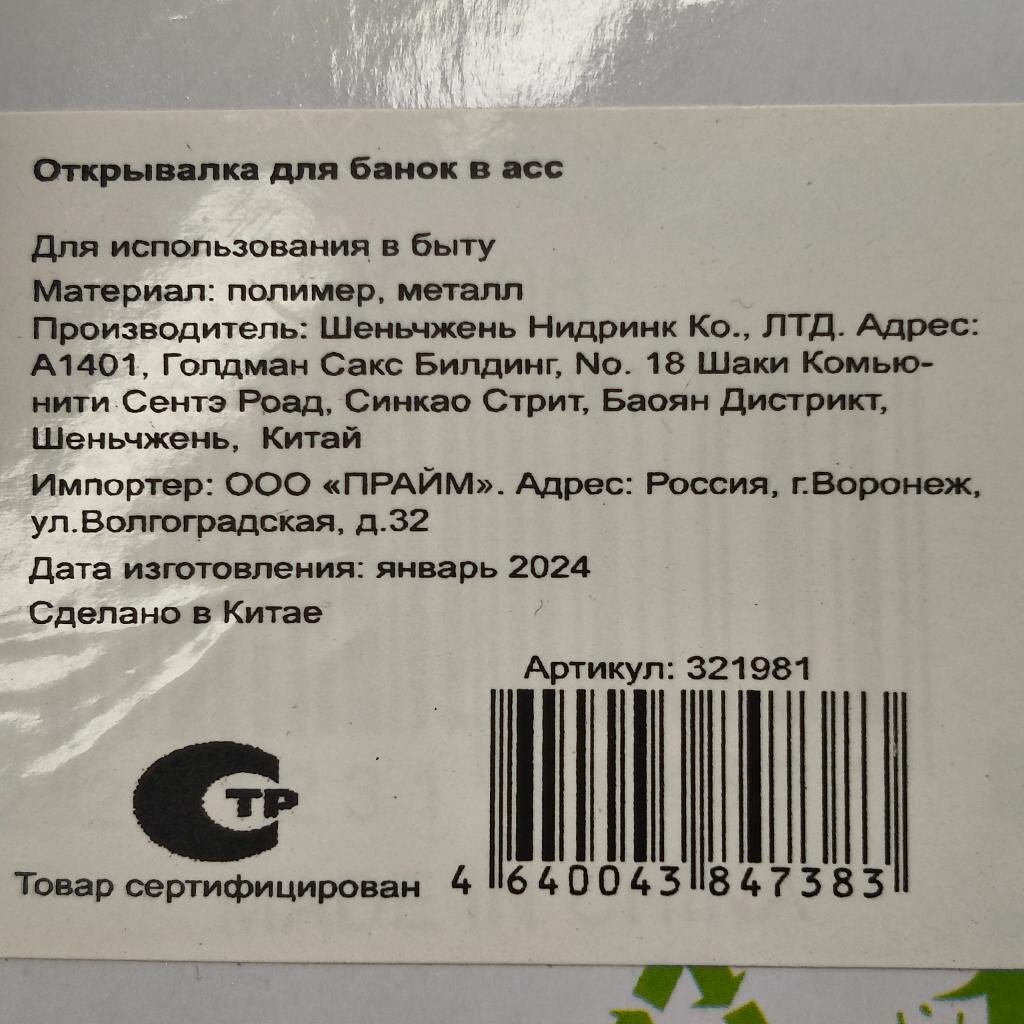 Открывалка для банок в асс
Для использования в быту
Материал: полимер, металл
Производитель: Шеньчжень Нидринк Ко., ЛТД. Адрес:
А1401, Голдман Сакс Билдинг, No. 18 Шаки Комью-
нити Сентэ Роад, Синкао Стрит, Баоян Дистрикт,
Шеньчжень, Китай
Импортер: ООО «ПРАЙМ». Адрес: Россия, г.Воронеж,
ул.Волгоградская, д.32
Дата изготовления: январь 2024
Сделано в Китае
Артикул: 321981
СТР
Товар сертифицирован
4 640043 847383